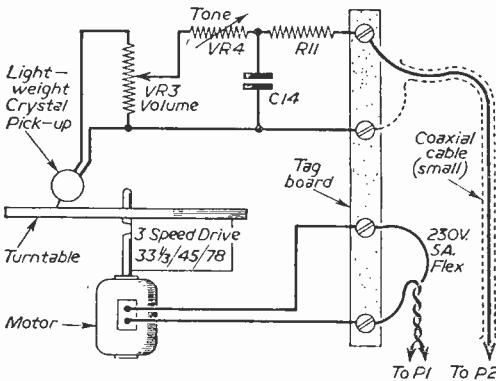 Tone
VR4
R11
Light-
weight
Crystal
Pick-up
VR3
Volume
C14
Tag
board
Coaxial
cable
(small)
Turntable
3 Speed Drive
33⅓/45/78
230V.
5A.
Flex
Motor
To P1
To P2